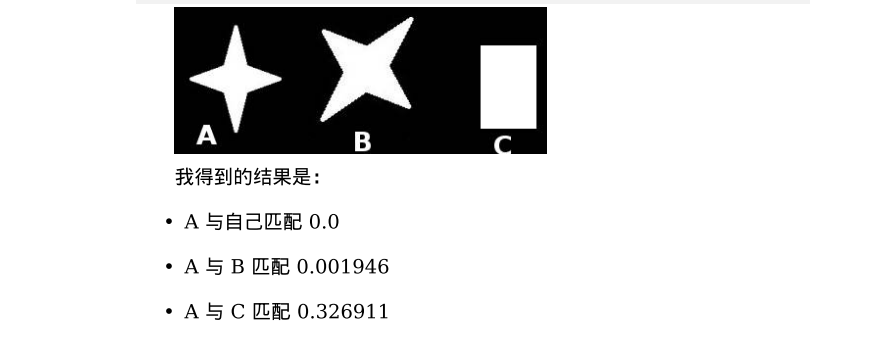 A B C
我得到的结果是：
• A 与自己匹配 0.0
• A 与 B 匹配 0.001946
• A 与 C 匹配 0.326911